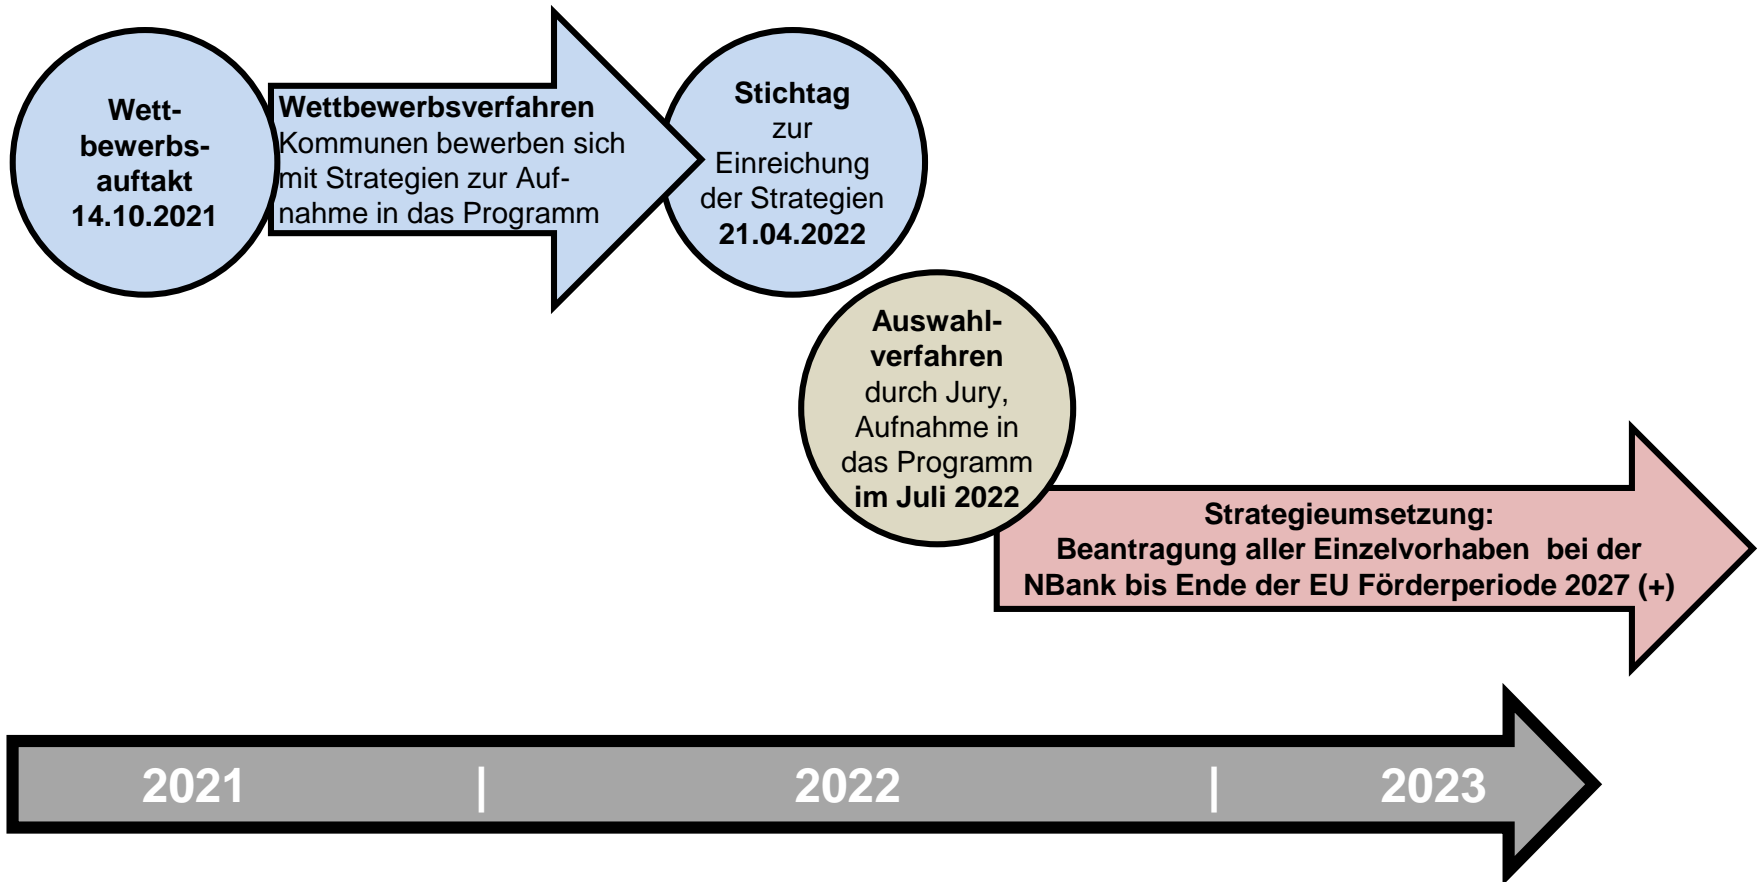 Wett-
bewerbs-
auftakt
14.10.2021
Wettbewerbsverfahren
Kommunen bewerben sich
mit Strategien zur Auf-
nahme in das Programm
Stichtag
zur
Einreichung
der Strategien
21.04.2022
Auswahl-
verfahren
durch Jury,
Aufnahme in
das Programm
im Juli 2022
Strategieumsetzung:
Beantragung aller Einzelvorhaben bei der
NBank bis Ende der EU Förderperiode 2027 (+)
2021 | 2022 | 2023